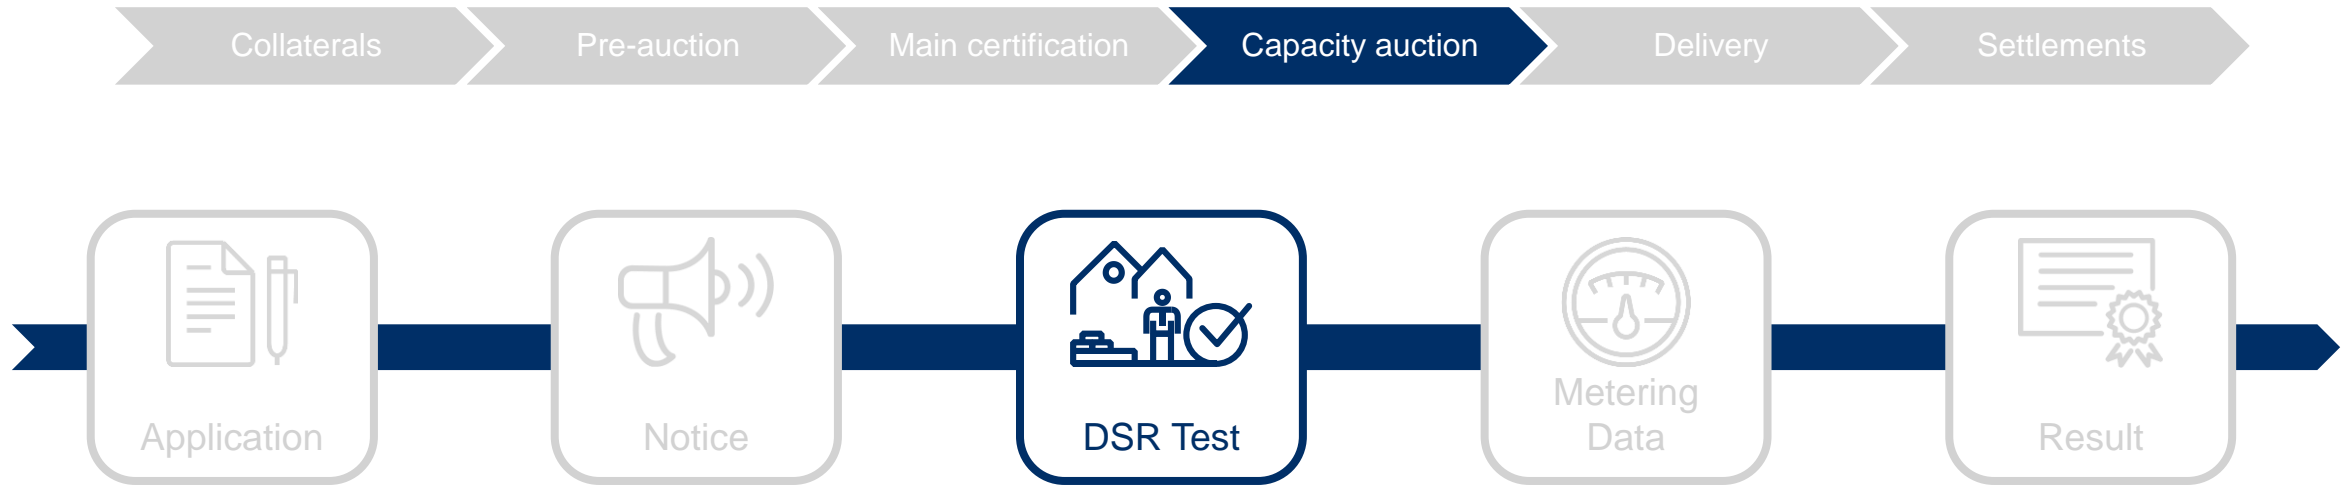 Collaterals
Pre-auction
Main certification
Capacity auction
Delivery
Settlements
Application
Notice
DSR Test
Metering
Data
Result